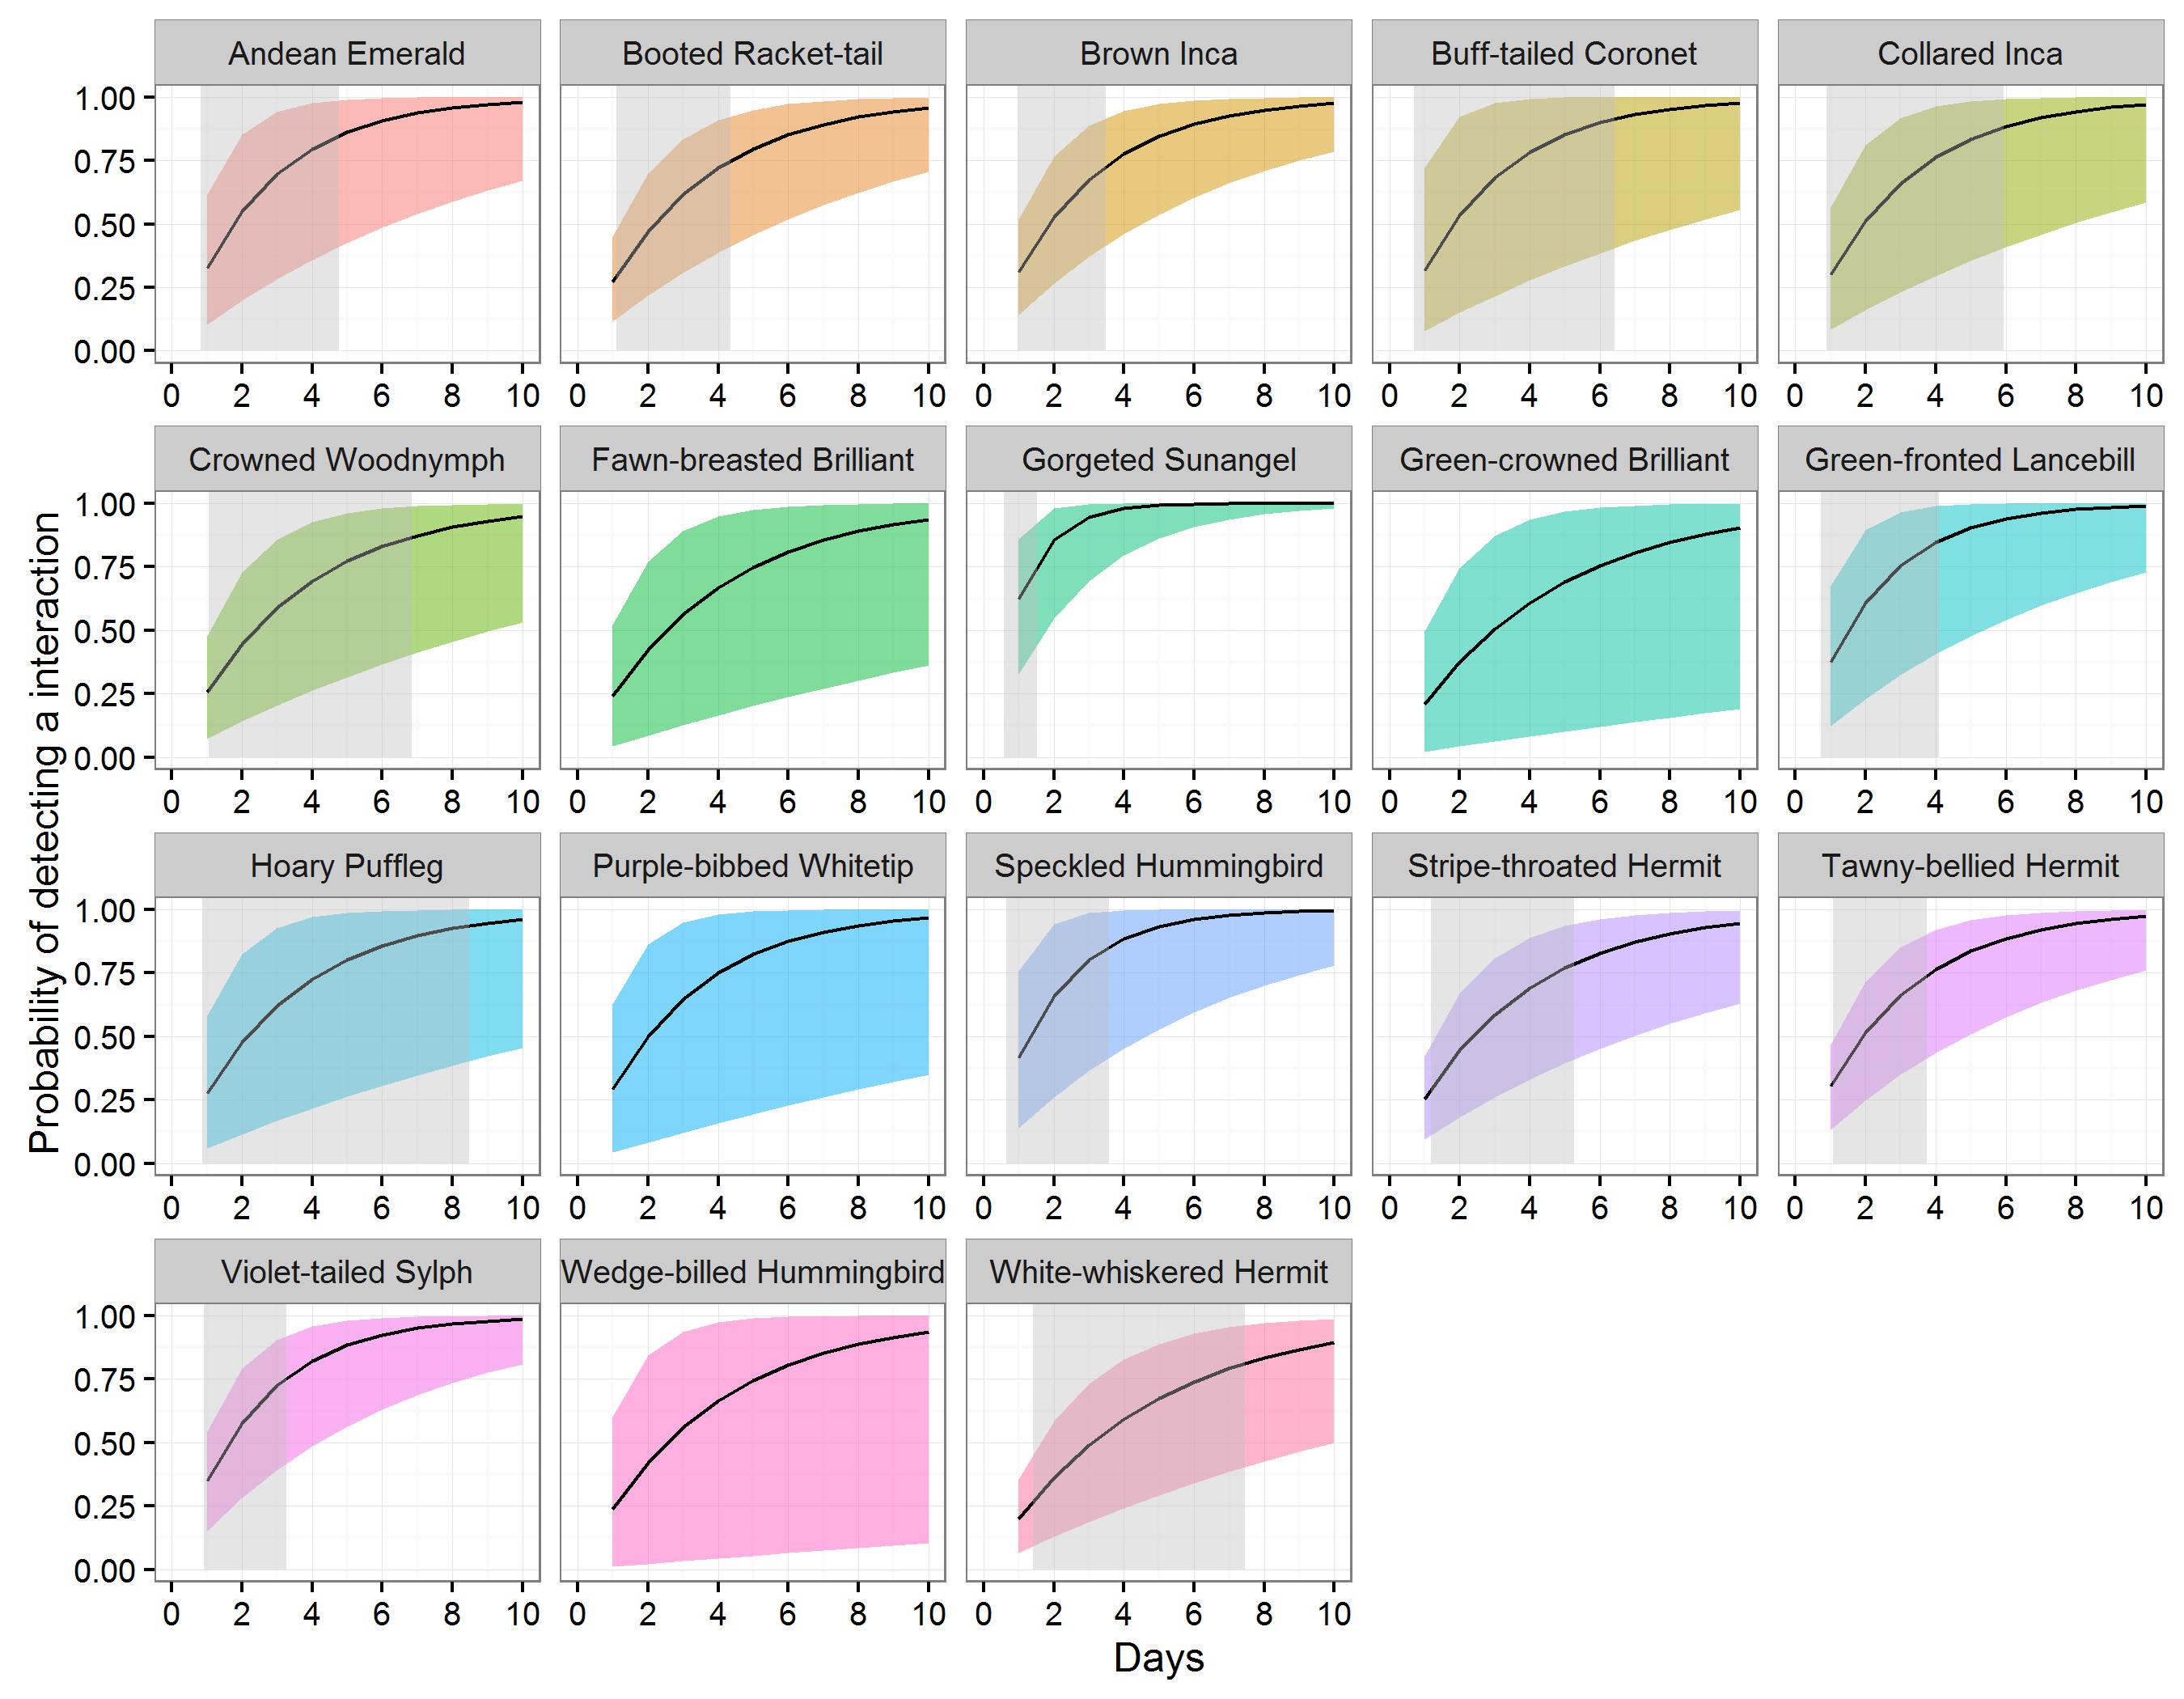 Andean Emerald Booted Racket-tail Brown Inca Buff-tailed Coronet Collared Inca
1.00
0.75
0.50
0.25
0.00
0 2 4 6 8 10 0 2 4 6 8 10 0 2 4 6 8 10 0 2 4 6 8 10 0 2 4 6 8 10
Crowned Woodnymph Fawn-breasted Brilliant Gorgeted Sunangel Green-crowned Brilliant Green-fronted Lancebill
1.00
0.75
0.50
0.25
0.00
0 2 4 6 8 10 0 2 4 6 8 10 0 2 4 6 8 10 0 2 4 6 8 10 0 2 4 6 8 10
Probability of detecting a interaction
Hoary Puffleg Purple-bibbed Whitetip Speckled Hummingbird Stripe-throated Hermit Tawny-bellied Hermit
1.00
0.75
0.50
0.25
0.00
0 2 4 6 8 10 0 2 4 6 8 10 0 2 4 6 8 10 0 2 4 6 8 10 0 2 4 6 8 10
Violet-tailed Sylph Wedge-billed Hummingbird White-whiskered Hermit
1.00
0.75
0.50
0.25
0.00
0 2 4 6 8 10 0 2 4 6 8 10 0 2 4 6 8 10
Days